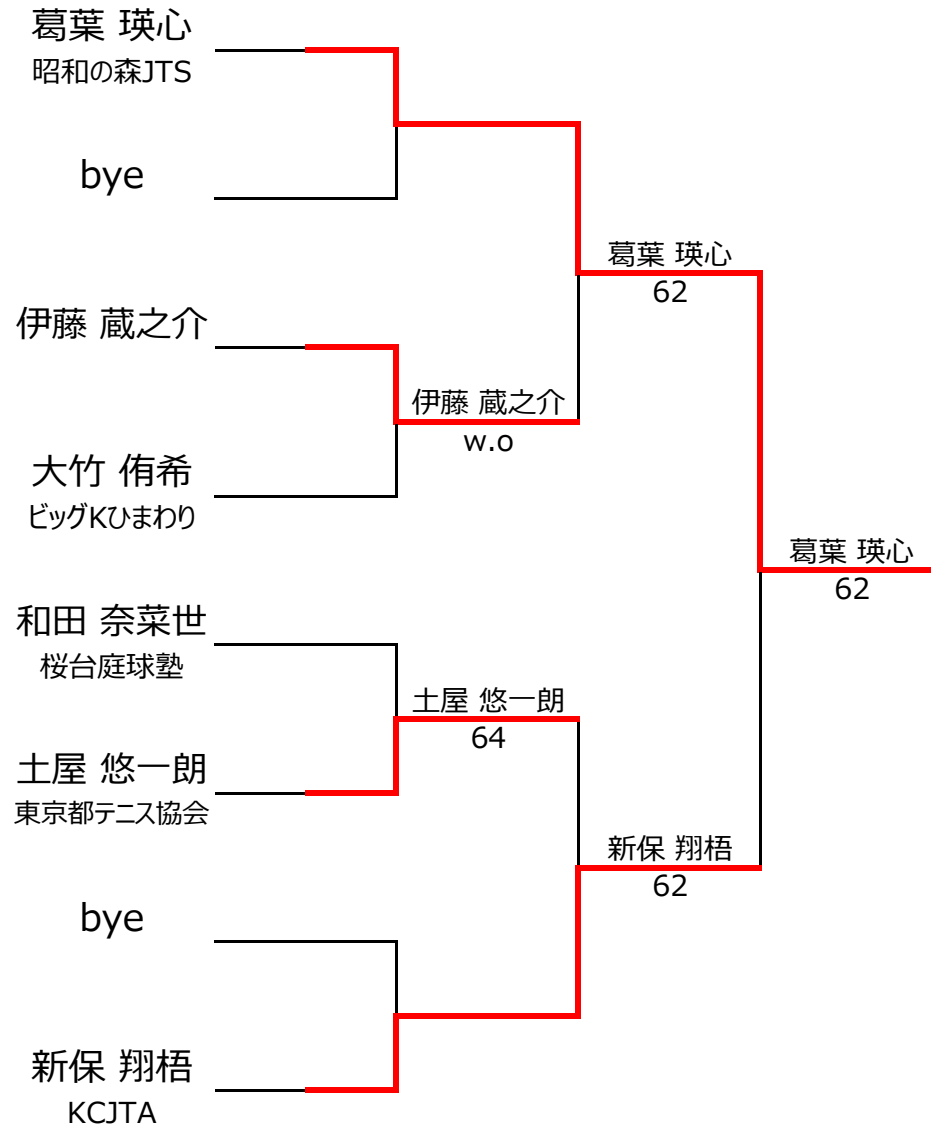 葛葉 瑛心
昭和の森JTS
bye
伊藤 蔵之介
大竹 侑希
ビッグKひまわり
和田 奈菜世
桜台庭球塾
土屋 悠一朗
東京都テニス協会
bye
新保 翔梧
KCJTA
伊藤 蔵之介
w.o
土屋 悠一朗
64
葛葉 瑛心
62
新保 翔梧
62
葛葉 瑛心
62